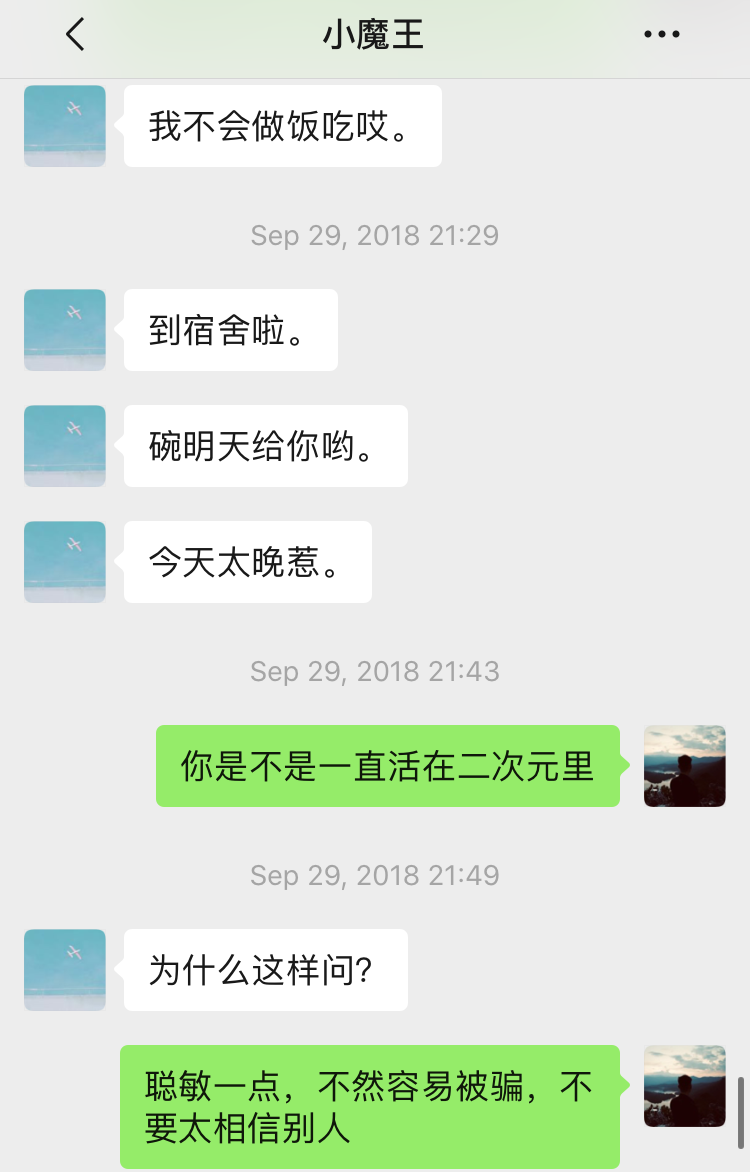 小魔王
我不会做饭吃哎。
Sep 29, 2018 21:29
到宿舍啦。
碗明天给你哟。
今天太晚惹。
Sep 29, 2018 21:43
你是不是一直活在二次元里
Sep 29, 2018 21:49
为什么这样问?
聪敏一点，不然容易被骗，不
要太相信别人